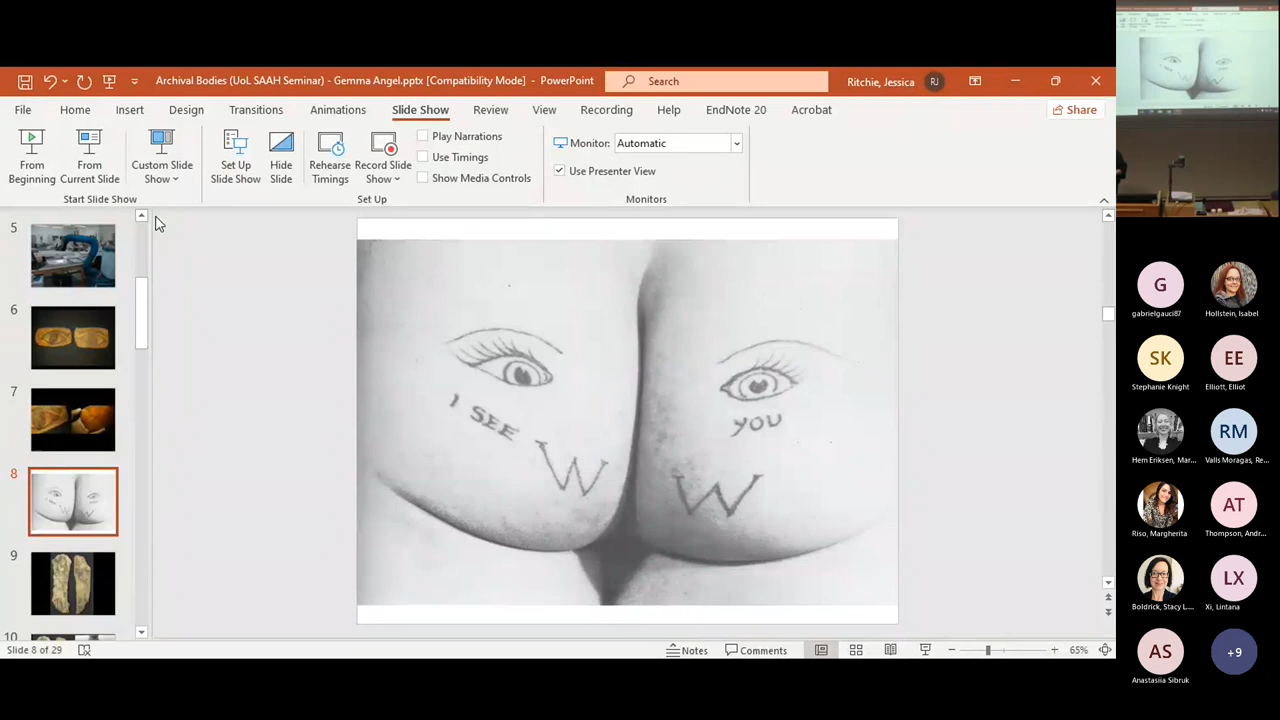 Archival Bodies (UoL SAAH Seminar) - Gemma Angel.pptx [Compatibility Mode] - PowerPoint
Search
Ritchie, Jessica
RJ
File Home Insert Design Transitions Animations Slide Show Review View Recording Help EndNote 20 Acrobat
Share
From Beginning
From Current Slide
Custom Slide Show
Set Up Slide Show
Hide Slide
Rehearse Timings
Record Slide Show
Play Narrations
Use Timings
Show Media Controls
Monitor: Automatic
Use Presenter View
Start Slide Show
Set Up
Monitors
5
6
7
8
9
10
I SEE YOU
W W
G
gabrielgauci87
Hollstein, Isabel
SK
Stephanie Knight
EE
Elliott, Elliot
Hem Eriksen, Mar...
RM
Valls Moragas, Re...
Riso, Margherita
AT
Thompson, Andr...
Boldrick, Stacy L....
LX
Xi, Lintana
AS
Anastasiia Sibruk
+9
Slide 8 of 29
Notes
Comments
65%